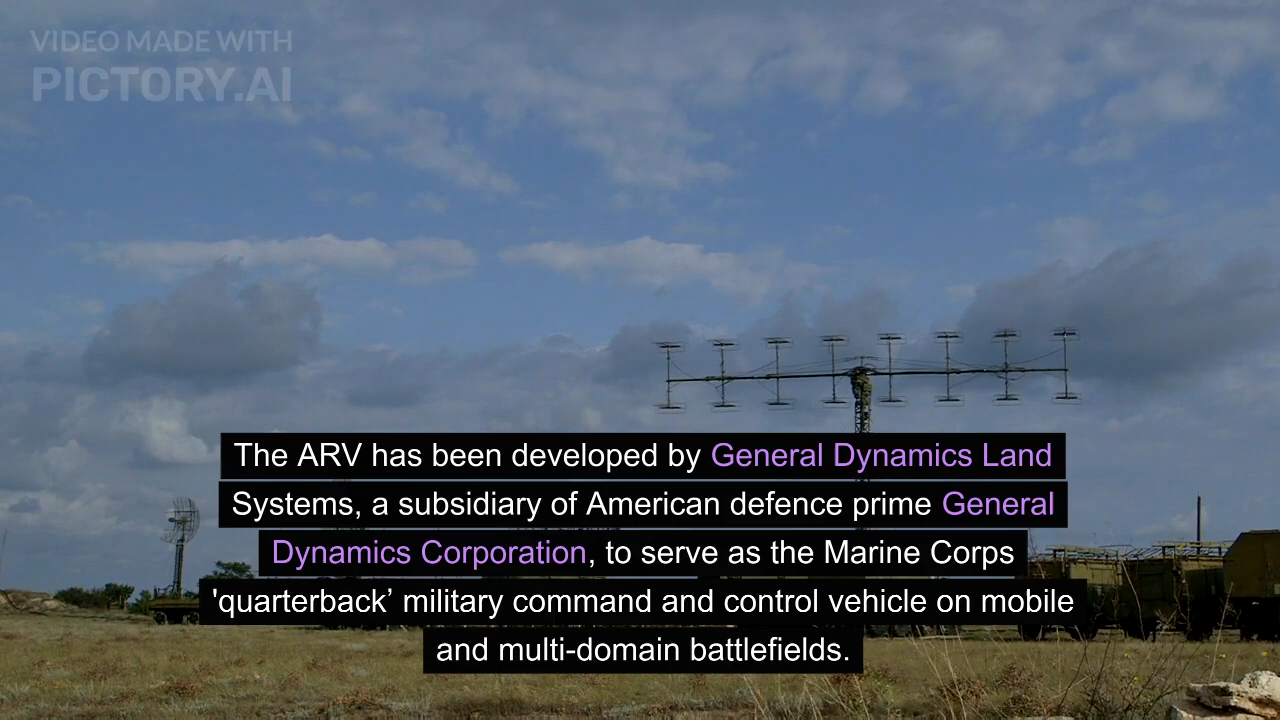 VIDEO MADE WITH
PICTORY.AI
The ARV has been developed by General Dynamics Land
Systems, a subsidiary of American defence prime General
Dynamics Corporation, to serve as the Marine Corps
'quarterback’ military command and control vehicle on mobile
and multi-domain battlefields.